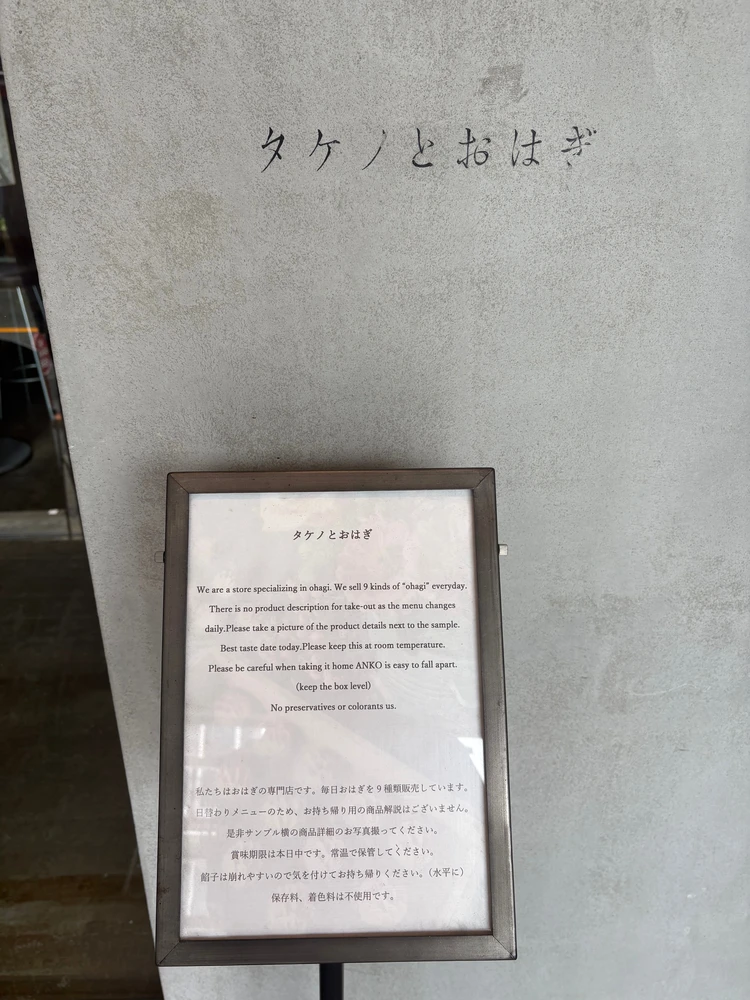 タケノとおはぎ
タケノとおはぎ
We are a store specializing in ohagi. We sell 9 kinds of "ohagi" everyday.
There is no product description for take-out as the menu changes
daily.Please take a picture of the product details next to the sample.
Best taste date today.Please keep this at room temperature.
Please be careful when taking it home ANKO is easy to fall apart.
(keep the box level)
No preservatives or colorants us.
私たちはおはぎの専門店です。毎日おはぎを9種類販売しています。
日替わりメニューのため、お持ち帰り用の商品解説はございません。
是非サンプル横の商品詳細のお写真撮ってください。
賞味期限は本日中です。常温で保管してください。
餡子は崩れやすいので気を付けてお持ち帰りください。（水平に）
保存料、着色料は不使用です。